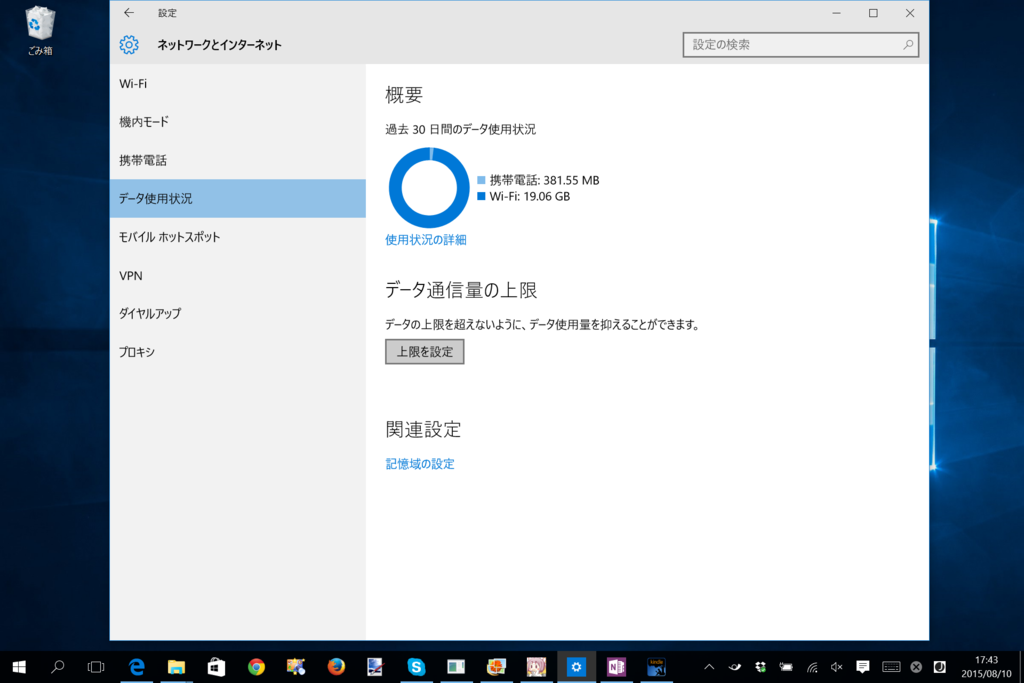 ごみ箱
設定
ネットワークとインターネット
設定の検索
Wi-Fi
機内モード
携帯電話
データ使用状況
モバイル ホットスポット
VPN
ダイヤルアップ
プロキシ
概要
過去 30 日間のデータ使用状況
携帯電話: 381.55 MB
Wi-Fi: 19.06 GB
使用状況の詳細
データ通信量の上限
データの上限を超えないように、データ使用量を抑えることができます。
上限を設定
関連設定
記憶域の設定
kindle
17:43
2015/08/10